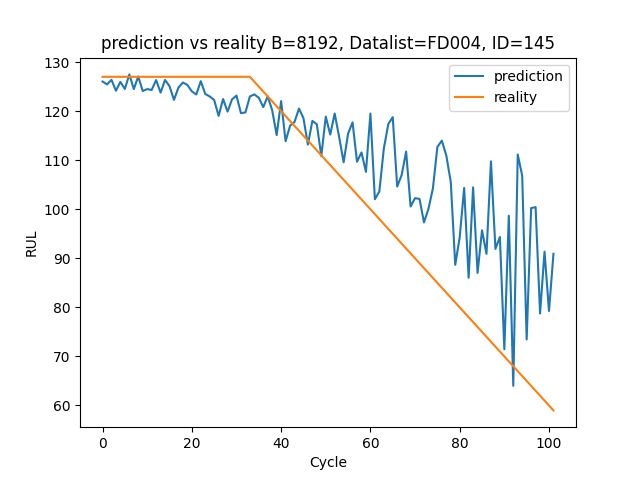 prediction vs reality B=8192, Datalist=FD004, ID=145
130
120
110
100
90
80
70
60
RUL
prediction
reality
0 20 40 60 80 100
Cycle